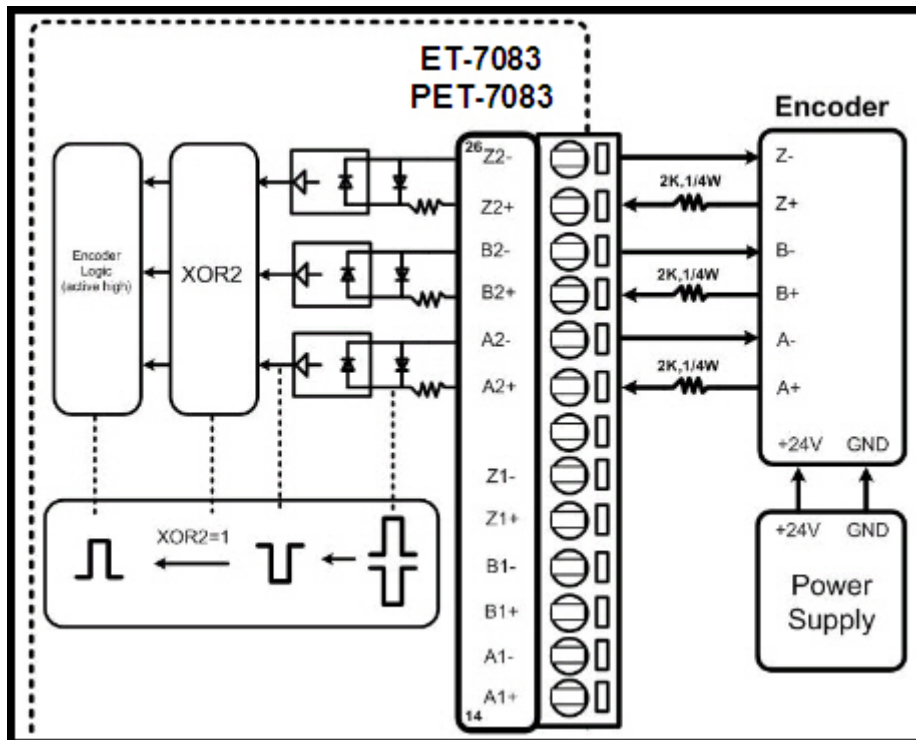 ET-7083
PET-7083
Encoder
26
Z2-
Z2+
B2-
B2+
A2-
A2+
Z1-
Z1+
B1-
B1+
A1-
A1+
14
Encoder
Logic
(active high)
XOR2
XOR2=1
2K,1/4W
2K,1/4W
2K,1/4W
Z-
Z+
B-
B+
A-
A+
+24V GND
+24V GND
Power
Supply